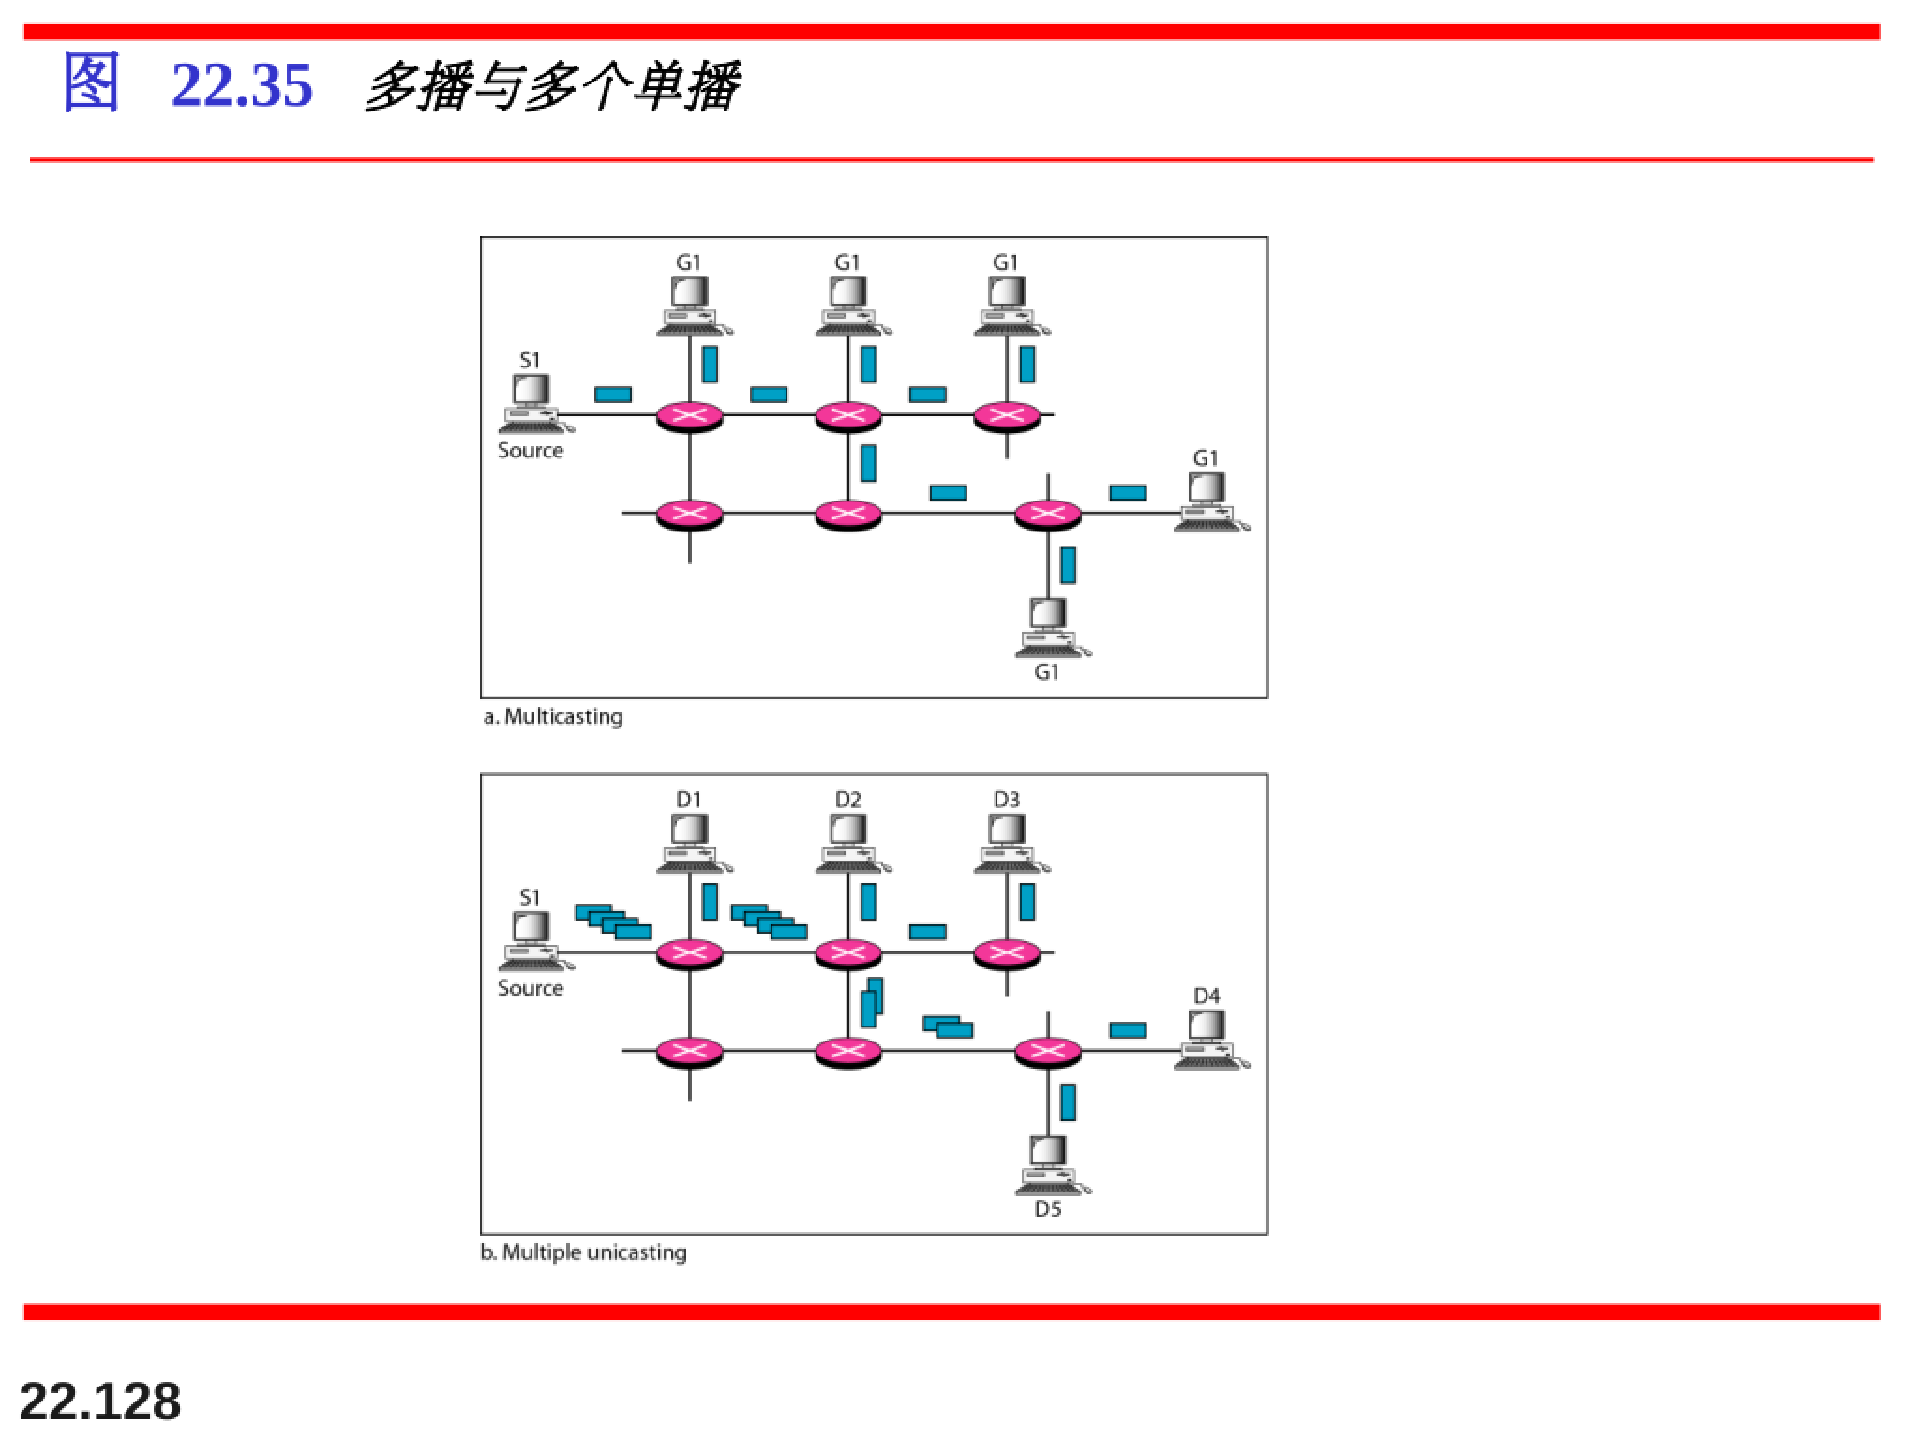 图 22.35 多播与多个单播
G1 G1 G1
S1
Source
G1
G1
a. Multicasting
D1 D2 D3
S1
Source
D4
D5
b. Multiple unicasting
22.128